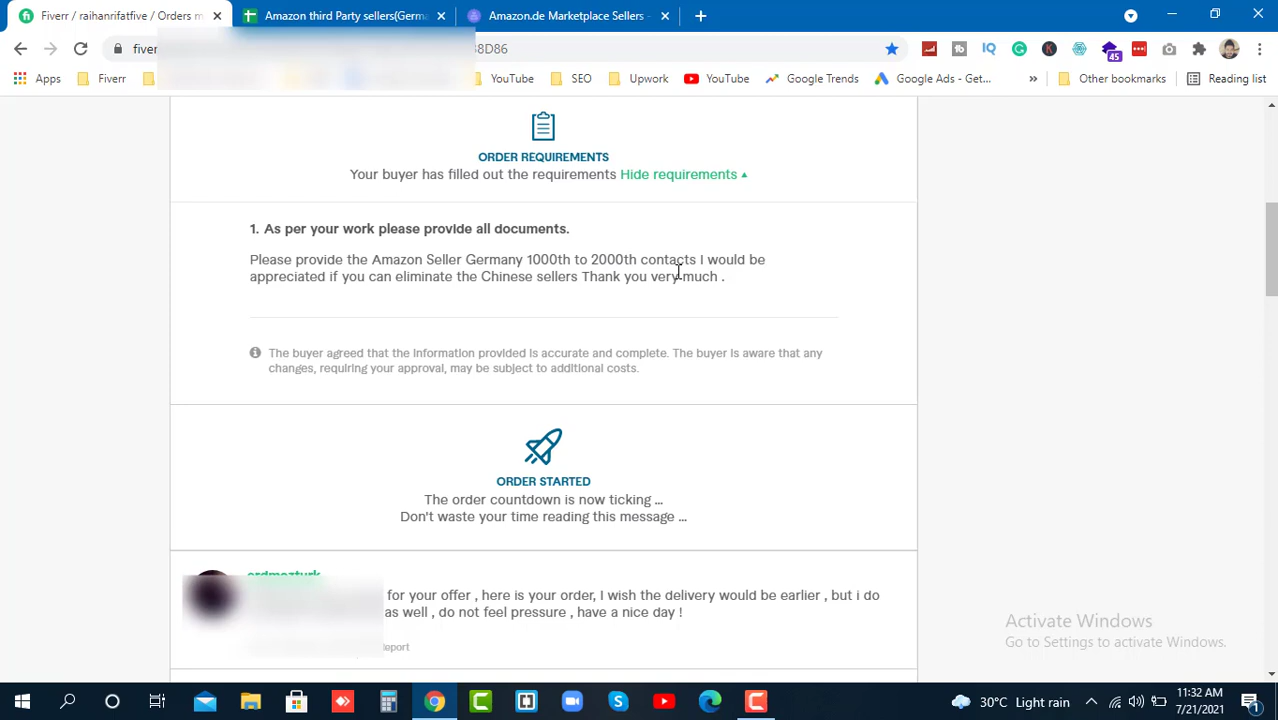 Fiverr / raihanrifatfive / Orders m
Amazon third Party sellers(Germa
Amazon.de Marketplace Sellers -
fiver
8D86
Apps
Fiverr
YouTube
SEO
Upwork
YouTube
Google Trends
Google Ads - Get...
Other bookmarks
Reading list
45
ORDER REQUIREMENTS
Your buyer has filled out the requirements Hide requirements
1. As per your work please provide all documents.
Please provide the Amazon Seller Germany 1000th to 2000th contacts I would be
appreciated if you can eliminate the Chinese sellers Thank you very much .
The buyer agreed that the information provided is accurate and complete. The buyer is aware that any
changes, requiring your approval, may be subject to additional costs.
ORDER STARTED
The order countdown is now ticking ...
Don't waste your time reading this message ...
for your offer , here is your order, I wish the delivery would be earlier , but i do
as well , do not feel pressure , have a nice day !
Report
Activate Windows
Go to Settings to activate Windows.
30°C Light rain
11:32 AM
7/21/2021